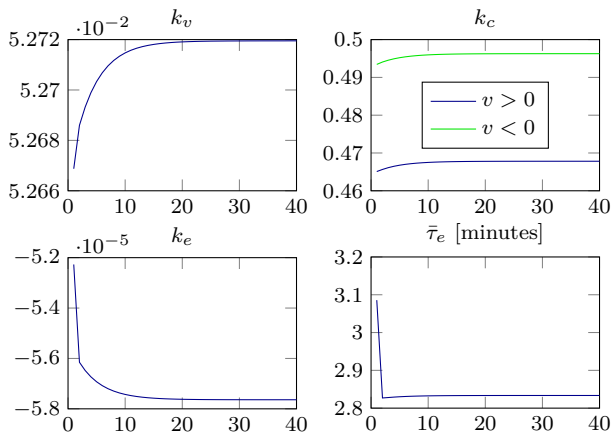 k_v
·10^−2
5.272
5.27
5.268
5.266
0 10 20 30 40
k_c
0.5
0.49
0.48
0.47
0.46
v > 0
v < 0
0 10 20 30 40
k_e
·10^−5
−5.2
−5.4
−5.6
−5.8
0 10 20 30 40
τ̄_e [minutes]
3.2
3.1
3
2.9
2.8
0 10 20 30 40